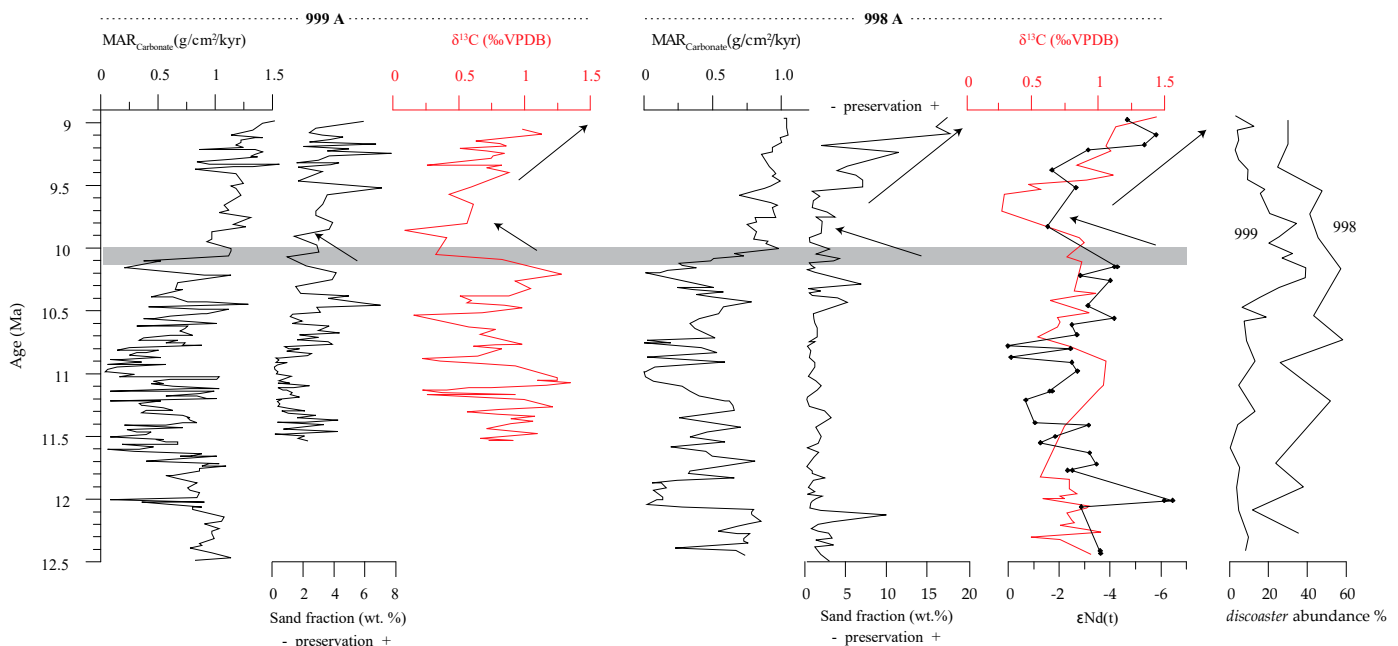 999 A
998 A
MARCarbonate(g/cm²/kyr)
δ¹³C (‰VPDB)
MARCarbonate(g/cm²/kyr)
δ¹³C (‰VPDB)
0 0.5 1 1.5
0 0.5 1 1.5
0 0.5 1.0
0 0.5 1 1.5
- preservation +
Age (Ma)
9
9.5
10
10.5
11
11.5
12
12.5
999
998
0 2 4 6 8
Sand fraction (wt. %)
- preservation +
0 5 10 15 20
Sand fraction (wt.%)
- preservation +
0 -2 -4 -6
εNd(t)
0 20 40 60
discoaster abundance %